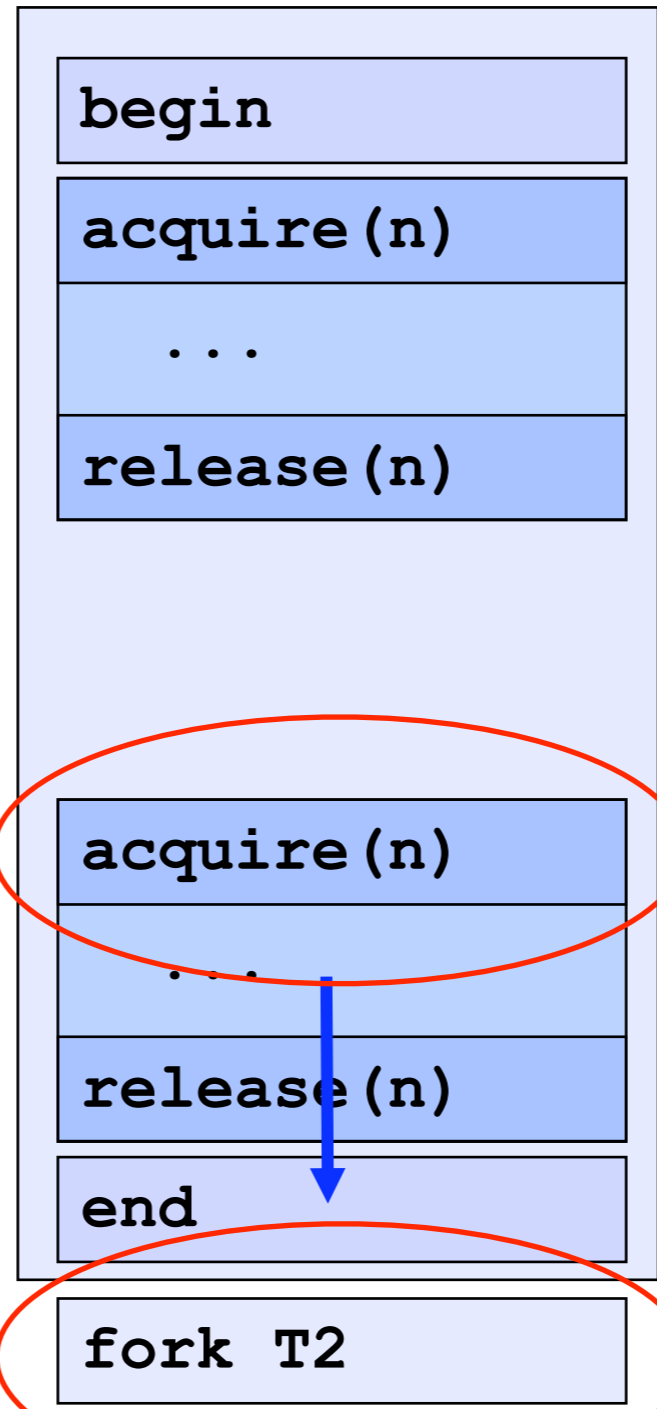 begin
acquire(n)
...
release(n)
acquire(n)
...
release(n)
end
fork T2